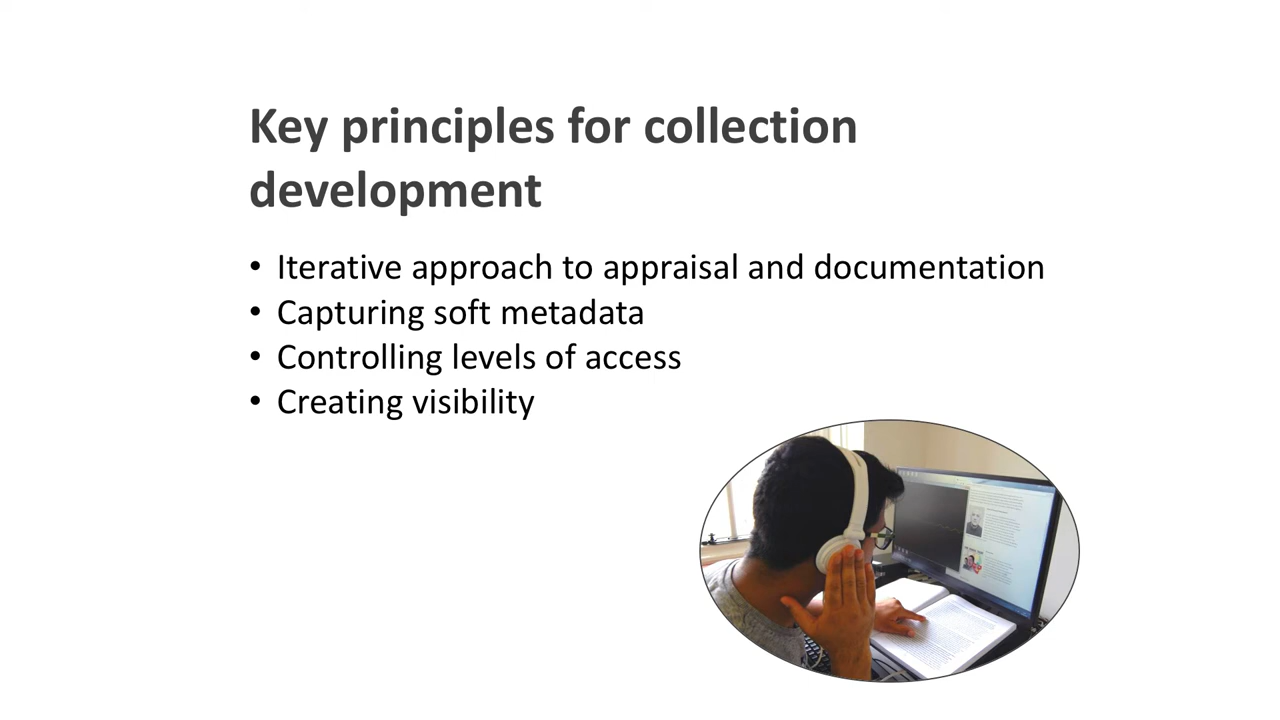 Key principles for collection
development
• Iterative approach to appraisal and documentation
• Capturing soft metadata
• Controlling levels of access
• Creating visibility